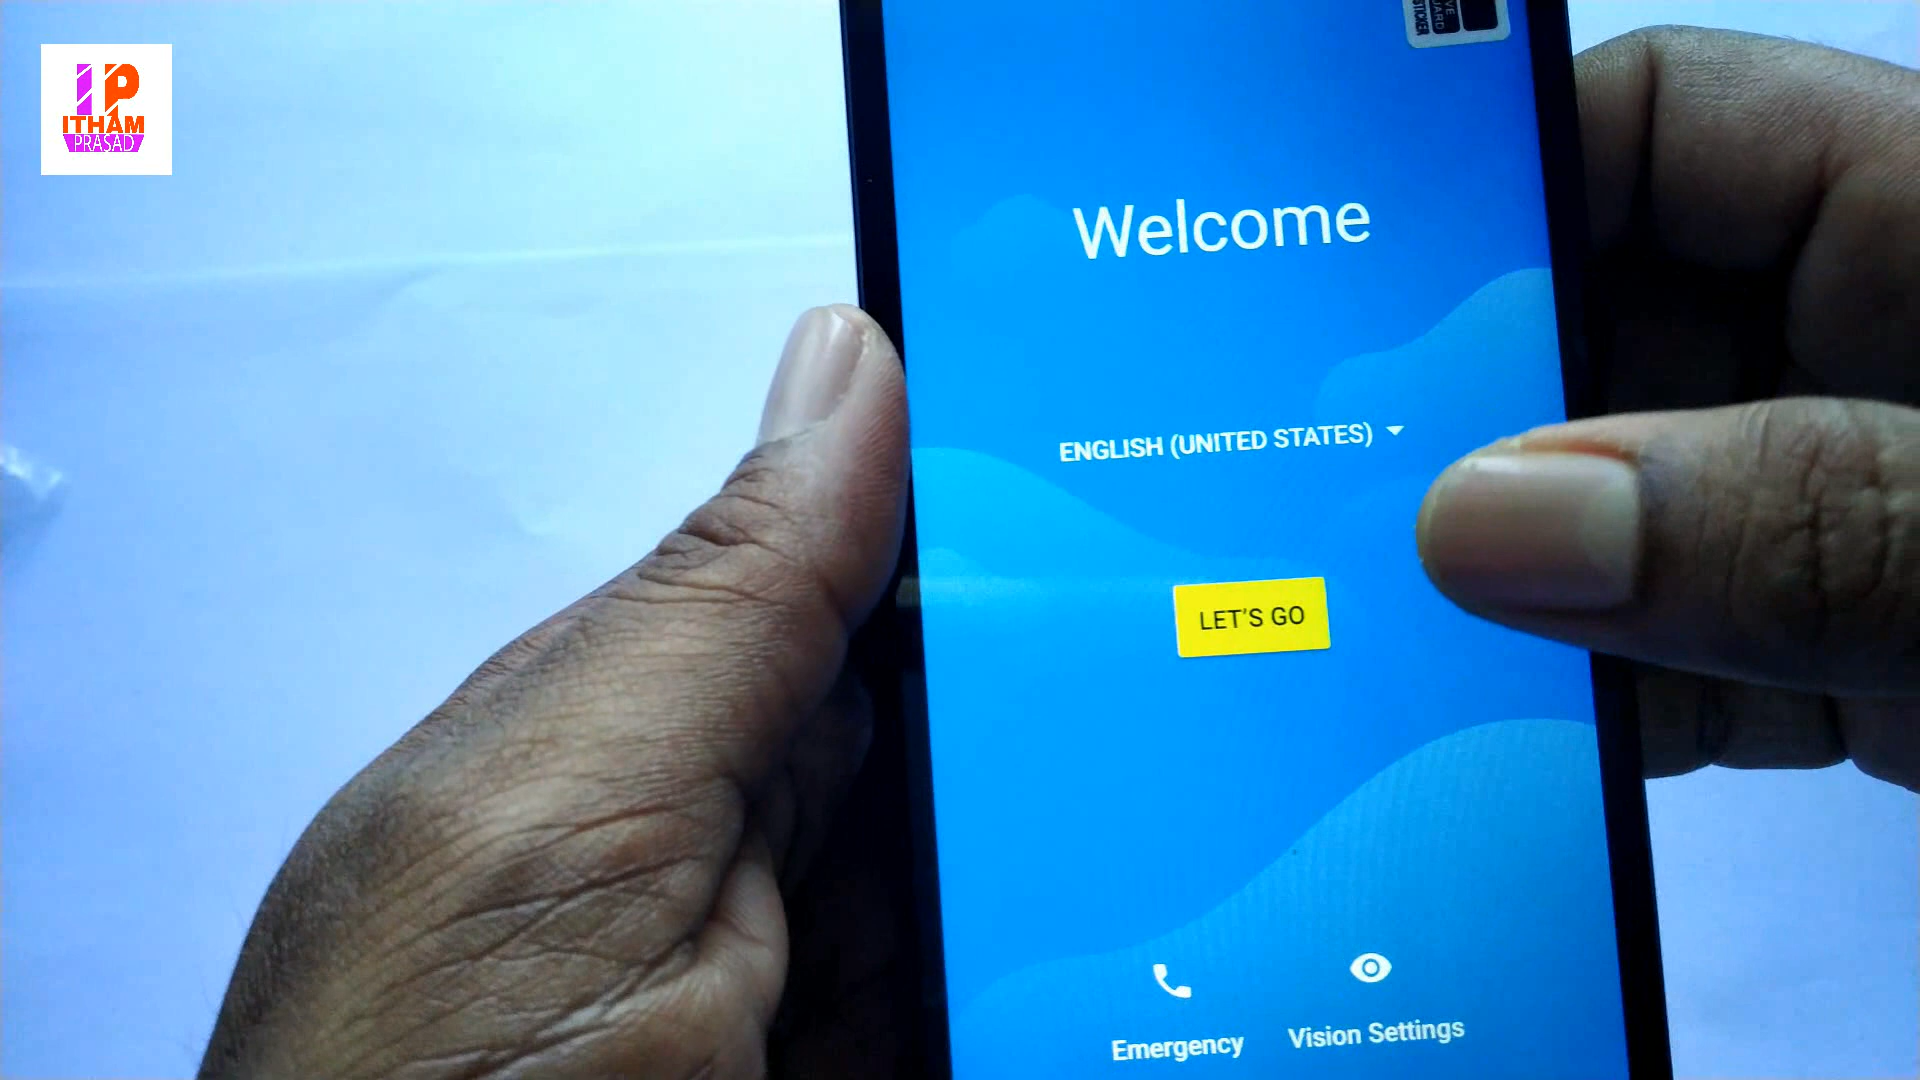 IP
ITHAM
PRASAD
Welcome
ENGLISH (UNITED STATES)
LET'S GO
Emergency
Vision Settings